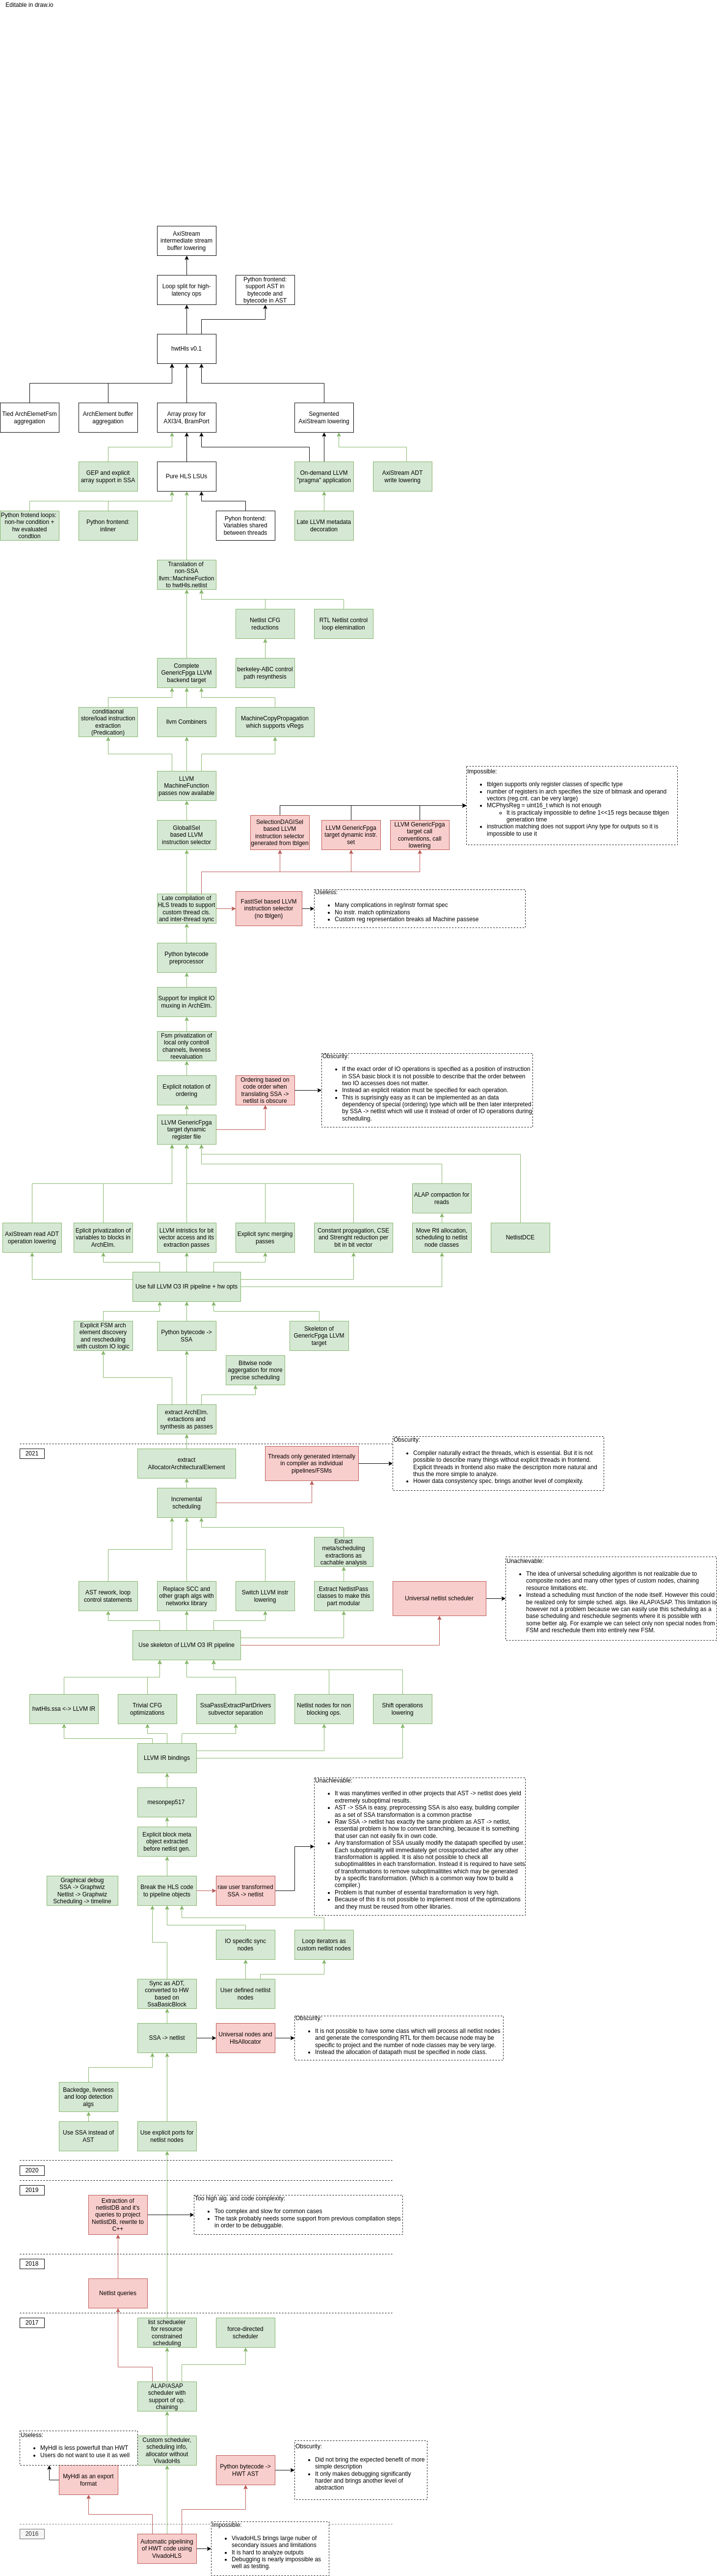 Editable in draw.io
AxiStream
intermediate stream
buffer lowering
Loop split for high-
latency ops
Python frontend:
support AST in
bytecode and
bytecode in AST
hwtHls v0.1
Tied ArchElemetFsm
aggregation
ArchElement buffer
aggregation
Array proxy for
AXI3/4, BramPort
Segmented
AxiStream lowering
GEP and explicit
array support in SSA
Pure HLS LSUs
On-demand LLVM
"pragma" application
AxiStream ADT
write lowering
Python frotend loops:
non-hw condition +
hw evaluated
condtion
Python frontend:
inliner
Pyhon frontend:
Variables shared
between threads
Late LLVM metadata
decoration
Translation of
non-SSA
llvm::MachineFuction
to hwtHls.netlist
Netlist CFG
reductions
RTL Netlist control
loop elemination
Complete
GenericFpga LLVM
backend target
berkeley-ABC control
path resynthesis
conditiaonal
store/load instruction
extraction
(Predication)
llvm Combiners
MachineCopyPropagation
which supports vRegs
LLVM
MachineFunction
passes now available
Impossible:
tblgen supports only register classes of specific type
number of registers in arch specifies the size of bitmask and operand
vectors (reg.cnt. can be very large)
MCPhysReg = uint16_t which is not enough
It is practicaly impossible to define 1<<15 regs because tblgen
generation time
instruction matching does not support iAny type for outputs so it is
impossible to use it
GlobalISel
based LLVM
instruction selector
SelectionDAGISel
based LLVM
instruction selector
generated from tblgen
LLVM GenericFpga
target dynamic instr.
set
LLVM GenericFpga
target call
conventions, call
lowering
Late compilation of
HLS treads to support
custom thread cls.
and inter-thread sync
FastISel based LLVM
instruction selector
(no tblgen)
Useless:
Many complications in reg/instr format spec
No instr. match optimizations
Custom reg representation breaks all Machine passese
Python bytecode
preprocessor
Support for implicit IO
muxing in ArchElm.
Fsm privatization of
local only controll
channels, liveness
reevaluation
Explicit notation of
ordering
Ordering based on
code order when
translating SSA ->
netlist is obscure
Obscurity:
If the exact order of IO operations is specified as a position of instruction
in SSA basic block it is not possible to describe that the order between
two IO accesses does not matter.
Instead an explicit relation must be specified for each operation.
This is suprisingly easy as it can be implemented as an data
dependency of special (ordering) type which will be then later interpreted
by SSA -> netlist which will use it instead of order of IO operations during
scheduling.
LLVM GenericFpga
target dynamic
register file
ALAP compaction for
reads
AxiStream read ADT
operation lowering
Eplicit privatization of
variables to blocks in
ArchElm.
LLVM intristics for bit
vector access and its
extraction passes
Explicit sync merging
passes
Constant propagation, CSE
and Strenght reduction per
bit in bit vector
Move Rtl allocation,
scheduling to netlist
node classes
NetlistDCE
Use full LLVM O3 IR pipeline + hw opts
Explicit FSM arch
element discovery
and rescheduling
with custom IO logic
Python bytecode ->
SSA
Skeleton of
GenericFpga LLVM
target
Bitwise node
aggergation for more
precise scheduling
extract ArchElm.
extactions and
synthesis as passes
2021
extract
AllocatorArchitecturalElement
Threads only generated internally
in compiler as individual
pipelines/FSMs
Obscurity:
Compiler naturally extract the threads, which is essential. But it is not
possible to describe many things without explicit threads in frontend.
Explicit threads in frontend also make the description more natural and
thus the more simple to analyze.
Hower data consystency spec, brings another level of complexity.
Incremental
scheduling
Extract
meta/scheduling
extractions as
cachable analysis
AST rework, loop
control statements
Replace SCC and
other graph algs with
networkx library
Switch LLVM instr
lowering
Extract NetlistPass
classes to make this
part modular
Universal netlist scheduler
Unachievable:
The idea of universal scheduling algorithm is not realizable due to
composite nodes and many other types of custom nodes, chaining
resource limitations etc.
Instead a scheduling must function of the node itself. However this could
be realized only for simple sched. algs. like ALAP/ASAP. This limitation is
however not a problem because we can easily use this scheduling as a
base scheduling and reschedule segments where it is possible with
some better alg. For example we can select only non special nodes from
FSM and reschedule them into entirely new FSM.
Use skeleton of LLVM O3 IR pipeline
hwtHls.ssa <-> LLVM IR
Trivial CFG
optimizations
SsaPassExtractPartDrivers
subvector separation
Netlist nodes for non
blocking ops.
Shift operations
lowering
LLVM IR bindings
mesonpep517
Explicit block meta
object extracted
before netlist gen.
Unachievable:
It was manytimes verified in other projects that AST -> netlist does yield
extremely suboptimal results.
AST -> SSA is easy, preprocessing SSA is also easy, building compiler
as a set of SSA transformation is a common practise
Raw SSA -> netlist has exactly the same problem as AST -> netlist,
essential problem is how to convert branching, because it is something
that user can not easily fix in own code.
Any transformation of SSA usually modify the datapath specified by user.
Each suboptimality will immediately get crossproducted after any other
transformation is applied. It is also not possible to check all
suboptimalitites in each transformation. Instead it is required to have sets
of transformations to remove suboptimallitites which may be generated
by a specific transformation. (Which is a common way how to build a
compiler.)
Problem is that number of essential transformation is very high.
Because of this it is not possible to implement most of the optimizations
and they must be reused from other libraries.
Graphical debug
SSA -> Graphwiz
Netlist -> Graphwiz
Scheduling -> timeline
Break the HLS code
to pipeline objects
raw user transformed
SSA -> netlist
IO specific sync
nodes
Loop iterators as
custom netlist nodes
Sync as ADT,
converted to HW
based on
SsaBasicBlock
User defined netlist
nodes
SSA -> netlist
Universal nodes and
HlsAllocator
Obscurity:
It is not possible to have some class which will process all netlist nodes
and generate the corresponding RTL for them because node may be
specific to project and the number of node classes may be very large.
Instead the allocation of datapath must be specified in node class.
Backedge, liveness
and loop detection
algs
Use SSA instead of
AST
Use explicit ports for
netlist nodes
2020
2019
Extraction of
netlistDB and it's
queries to project
NetlistDB, rewrite to
C++
Too high alg. and code complexity:
Too complex and slow for common cases
The task probably needs some support from previous compilation steps
in order to be debuggable.
2018
Netlist queries
2017
list schedueler
for resource
constrained
scheduling
force-directed
scheduler
ALAP/ASAP
scheduler with
support of op.
chaining
Useless:
MyHdl is less powerfull than HWT
Users do not want to use it as well
Custom scheduler,
scheduling info,
allocator without
VivadoHls
MyHdl as an export
format
Python bytecode ->
HWT AST
Obscurity:
Did not bring the expected benefit of more
simple description
It only makes debugging significantly
harder and brings another level of
abstraction
2016
Automatic pipelining
of HWT code using
VivadoHLS
Impossible:
VivadoHLS brings large nuber of
secondary issues and limitations
It is hard to analyze outputs
Debugging is nearly impossible as
well as testing.